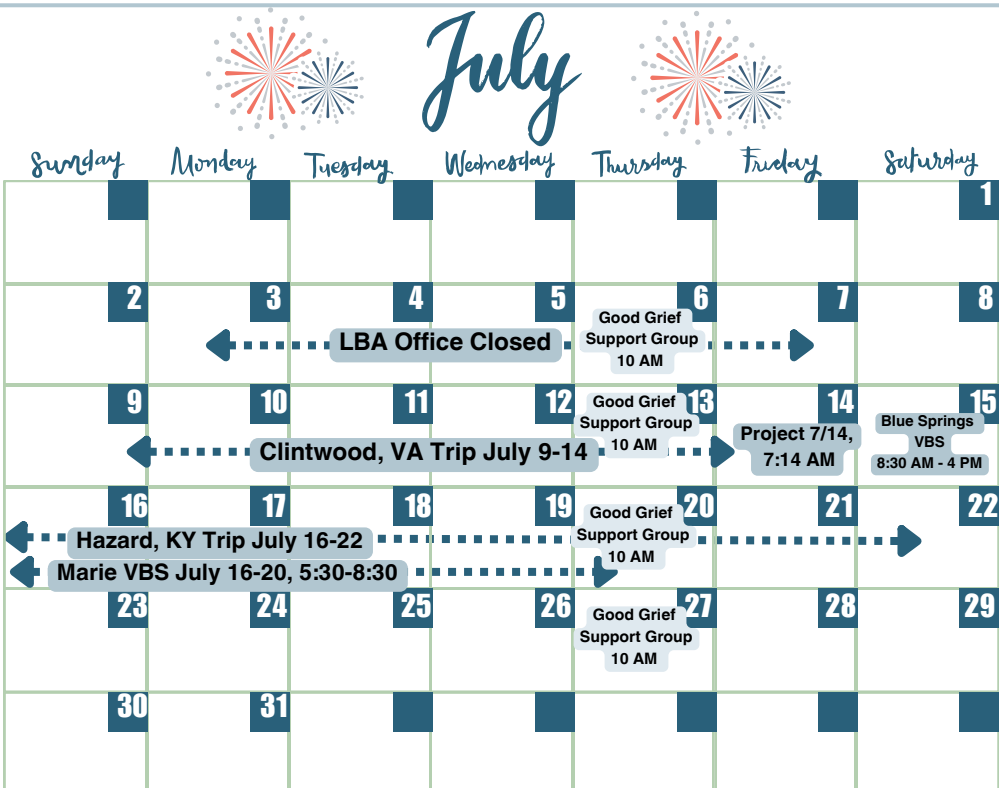 July
Sunday Monday Tuesday Wednesday Thursday Friday Saturday
1
2 3 4 5 6 7 8
LBA Office Closed
Good Grief
Support Group
10 AM
9 10 11 12 13 14 15
Clintwood, VA Trip July 9-14
Good Grief
Support Group
10 AM
Project 7/14,
7:14 AM
Blue Springs
VBS
8:30 AM - 4 PM
16 17 18 19 20 21 22
Hazard, KY Trip July 16-22
Marie VBS July 16-20, 5:30-8:30
Good Grief
Support Group
10 AM
23 24 25 26 27 28 29
Good Grief
Support Group
10 AM
30 31